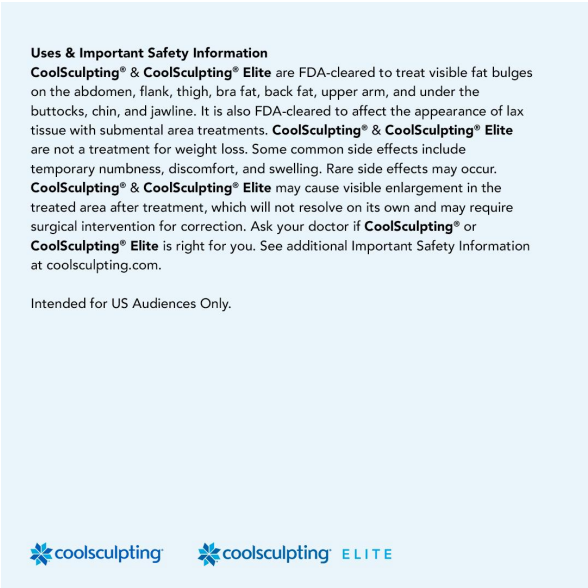 Uses & Important Safety Information
CoolSculpting® & CoolSculpting® Elite are FDA-cleared to treat visible fat bulges
on the abdomen, flank, thigh, bra fat, back fat, upper arm, and under the
buttocks, chin, and jawline. It is also FDA-cleared to affect the appearance of lax
tissue with submental area treatments. CoolSculpting® & CoolSculpting® Elite
are not a treatment for weight loss. Some common side effects include
temporary numbness, discomfort, and swelling. Rare side effects may occur.
CoolSculpting® & CoolSculpting® Elite may cause visible enlargement in the
treated area after treatment, which will not resolve on its own and may require
surgical intervention for correction. Ask your doctor if CoolSculpting® or
CoolSculpting® Elite is right for you. See additional Important Safety Information
at coolsculpting.com.
Intended for US Audiences Only.
coolsculpting® coolsculpting® ELITE